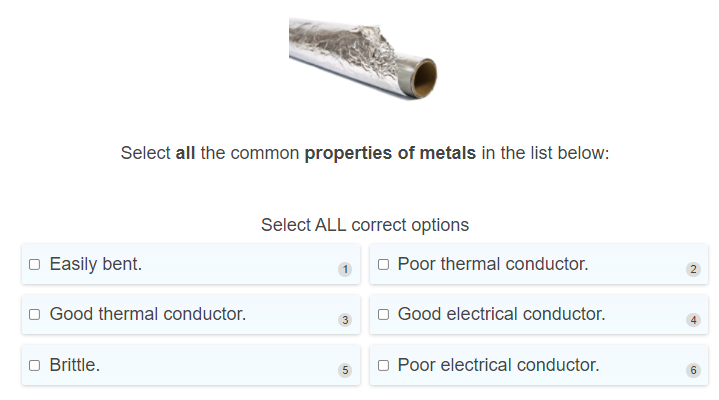 Select all the common properties of metals in the list below:
Select ALL correct options
Easily bent.
1
Poor thermal conductor.
2
Good thermal conductor.
3
Good electrical conductor.
4
Brittle.
5
Poor electrical conductor.
6